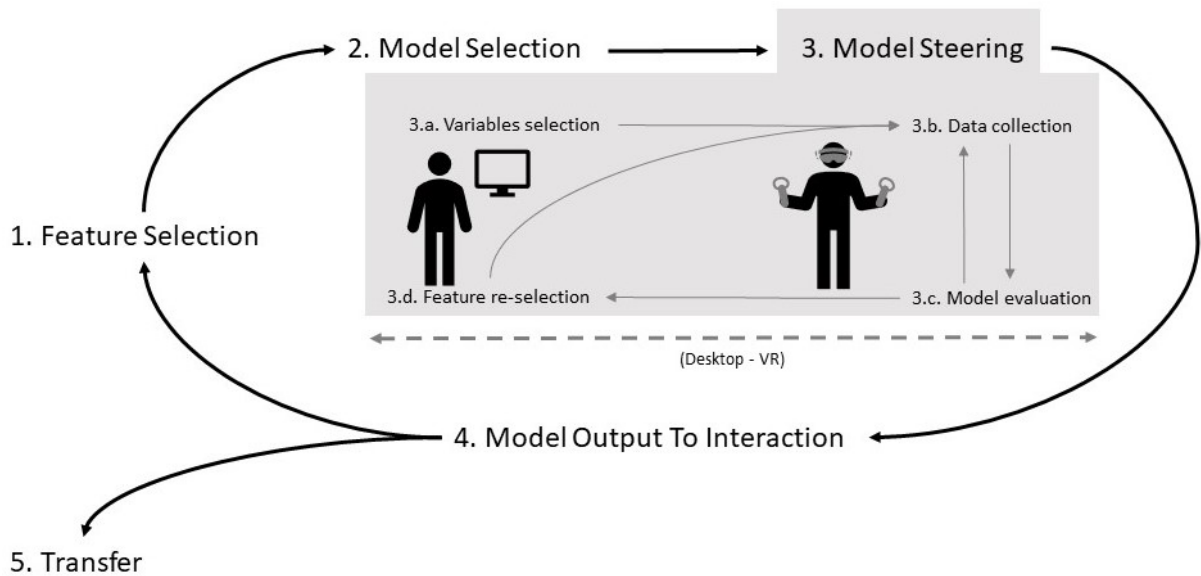 2. Model Selection
3. Model Steering
3.a. Variables selection
3.b. Data collection
1. Feature Selection
3.d. Feature re-selection
3.c. Model evaluation
(Desktop - VR)
4. Model Output To Interaction
5. Transfer